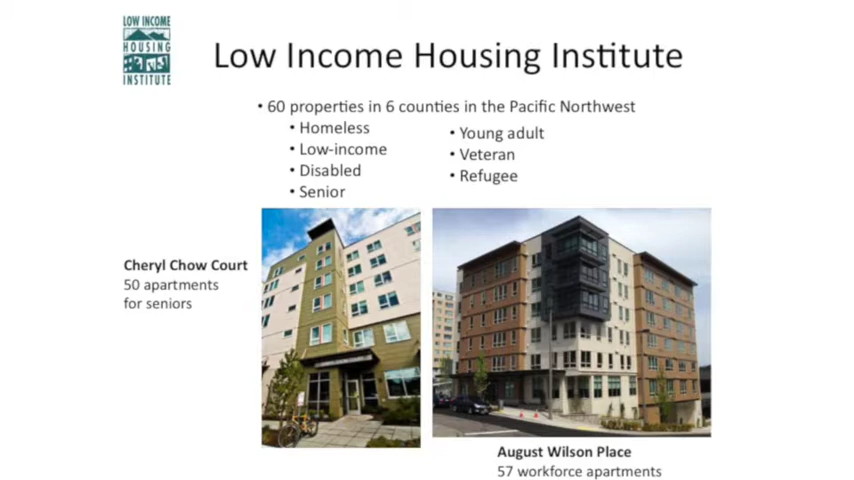 LOW INCOME
HOUSING
INSTITUTE
Low Income Housing Institute
• 60 properties in 6 counties in the Pacific Northwest
• Homeless
• Low-income
• Disabled
• Senior
• Young adult
• Veteran
• Refugee
Cheryl Chow Court
50 apartments
for seniors
August Wilson Place
57 workforce apartments